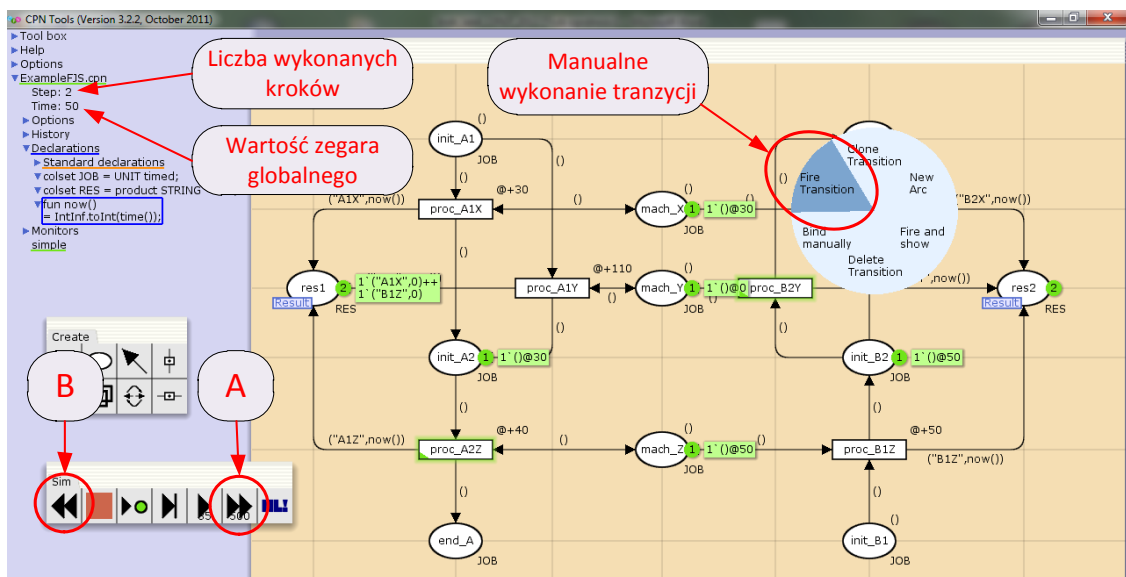 CPN Tools (Version 3.2.2, October 2011)
Tool box
Help
Options
ExampleFJS.cpn
Step: 2
Time: 50
Options
History
Declarations
Standard declarations
colset JOB = UNIT timed;
colset RES = product STRING
fun now()
= IntInf.toInt(time());
Monitors
simple
Liczba wykonanych
kroków
Wartość zegara
globalnego
Manualne
wykonanie tranzycji
Create
B
A
Sim
()
init_A1
JOB
()
()
@+30
("A1X",now())
proc_A1X
()
()
mach_X
1
1`()@30
JOB
()
Clone
Transition
Fire
Transition
New
Arc
Bind
manually
Fire and
show
Delete
Transition
"B2X",now())
()
res1
2
1`("A1X",0)++
1`("B1Z",0)
Result
RES
@+110
proc_A1Y
()
()
mach_Y
1
1`()@0
JOB
()
proc_B2Y
",now())
res2
2
Result
RES
()
init_A2
1
1`()@30
JOB
()
init_B2
1
1`()@50
JOB
()
()
@+40
("A1Z",now())
proc_A2Z
()
()
mach_Z
1
1`()@50
()
JOB
@+50
proc_B1Z
("B1Z",now())
()
()
end_A
JOB
()
init_B1
JOB